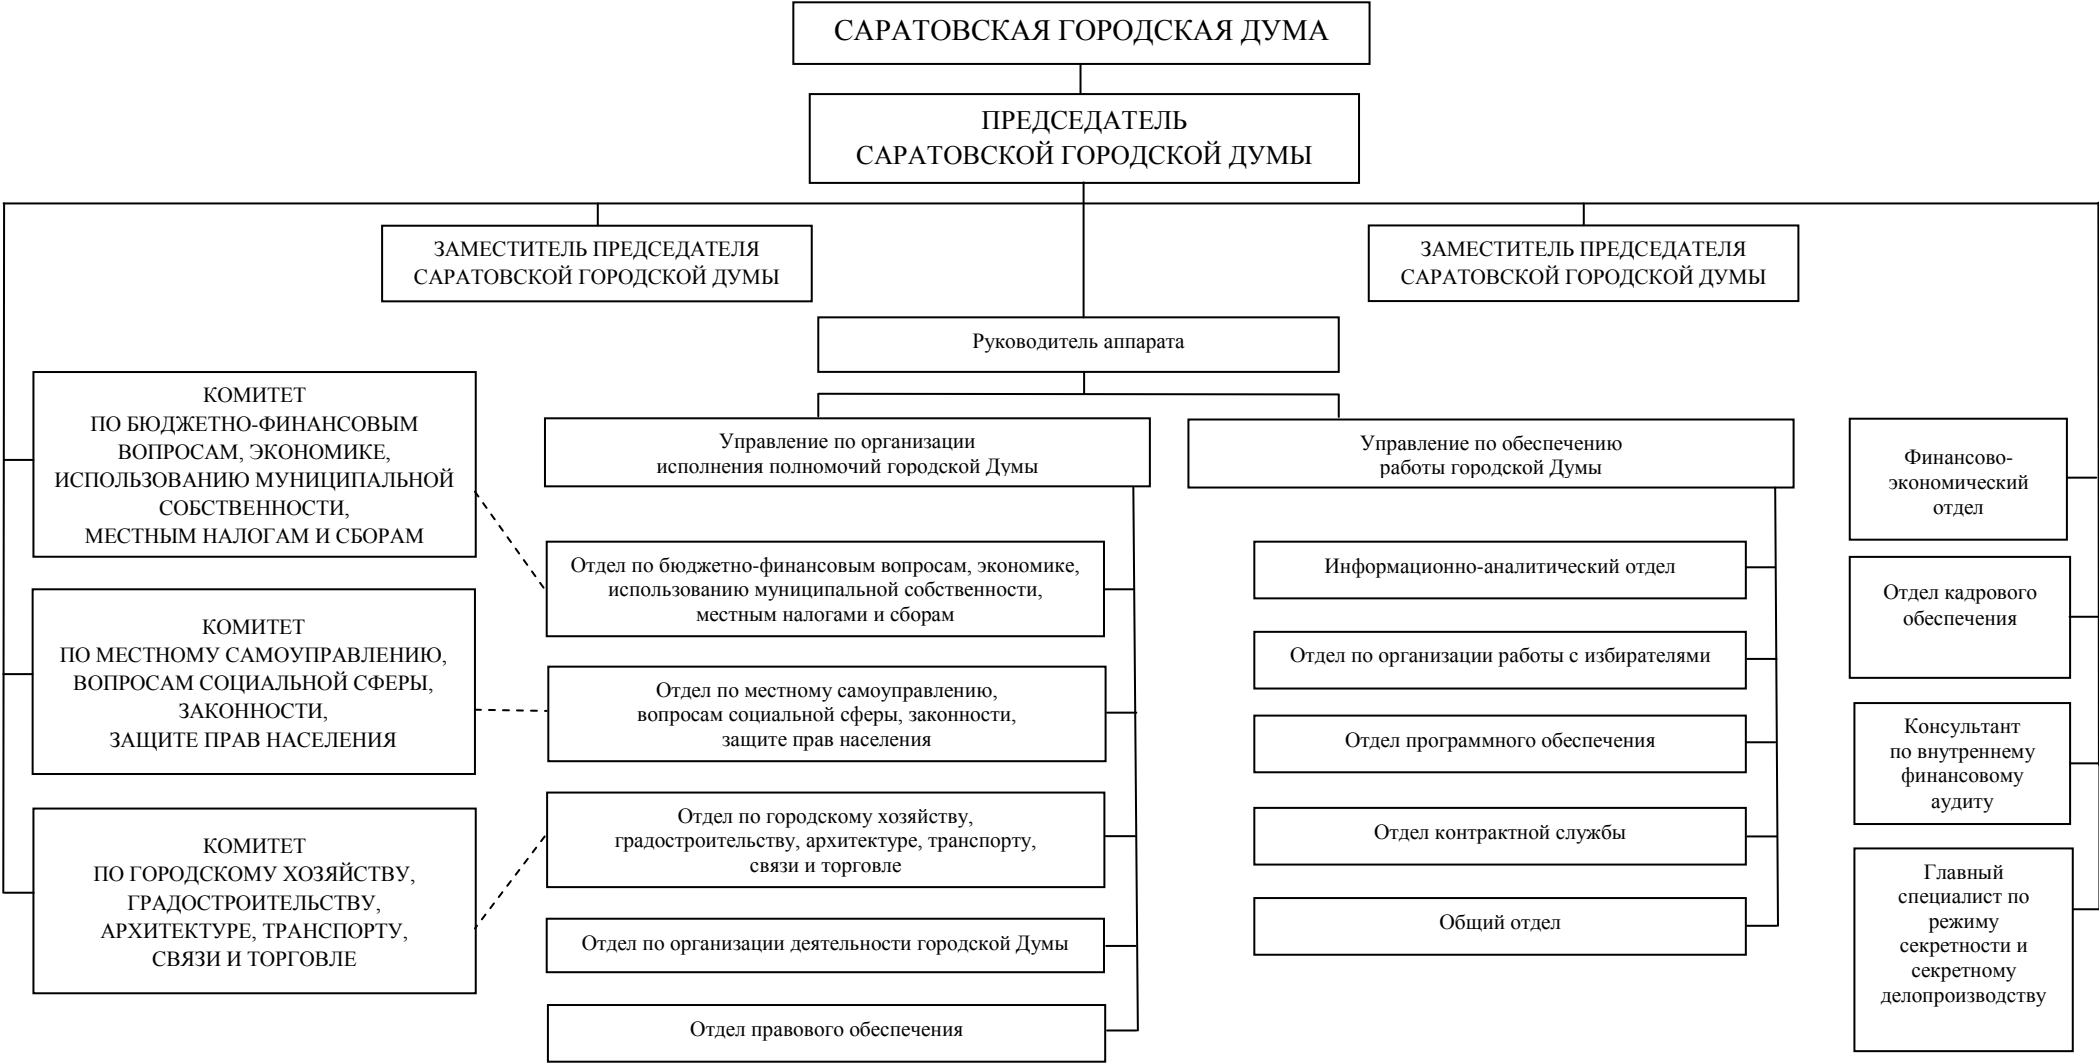 САРАТОВСКАЯ ГОРОДСКАЯ ДУМА
ПРЕДСЕДАТЕЛЬ
САРАТОВСКОЙ ГОРОДСКОЙ ДУМЫ
ЗАМЕСТИТЕЛЬ ПРЕДСЕДАТЕЛЯ
САРАТОВСКОЙ ГОРОДСКОЙ ДУМЫ
ЗАМЕСТИТЕЛЬ ПРЕДСЕДАТЕЛЯ
САРАТОВСКОЙ ГОРОДСКОЙ ДУМЫ
Руководитель аппарата
КОМИТЕТ
ПО БЮДЖЕТНО-ФИНАНСОВЫМ
ВОПРОСАМ, ЭКОНОМИКЕ,
ИСПОЛЬЗОВАНИЮ МУНИЦИПАЛЬНОЙ
СОБСТВЕННОСТИ,
МЕСТНЫМ НАЛОГАМ И СБОРАМ
КОМИТЕТ
ПО МЕСТНОМУ САМОУПРАВЛЕНИЮ,
ВОПРОСАМ СОЦИАЛЬНОЙ СФЕРЫ,
ЗАКОННОСТИ,
ЗАЩИТЕ ПРАВ НАСЕЛЕНИЯ
КОМИТЕТ
ПО ГОРОДСКОМУ ХОЗЯЙСТВУ,
ГРАДОСТРОИТЕЛЬСТВУ,
АРХИТЕКТУРЕ, ТРАНСПОРТУ,
СВЯЗИ И ТОРГОВЛЕ
Управление по организации
исполнения полномочий городской Думы
Отдел по бюджетно-финансовым вопросам, экономике,
использованию муниципальной собственности,
местным налогами и сборам
Отдел по местному самоуправлению,
вопросам социальной сферы, законности,
защите прав населения
Отдел по городскому хозяйству,
градостроительству, архитектуре, транспорту,
связи и торговле
Отдел по организации деятельности городской Думы
Отдел правового обеспечения
Управление по обеспечению
работы городской Думы
Информационно-аналитический отдел
Отдел по организации работы с избирателями
Отдел программного обеспечения
Отдел контрактной службы
Общий отдел
Финансово-
экономический
отдел
Отдел кадрового
обеспечения
Консультант
по внутреннему
финансовому
аудиту
Главный
специалист по
режиму
секретности и
секретному
делопроизводству